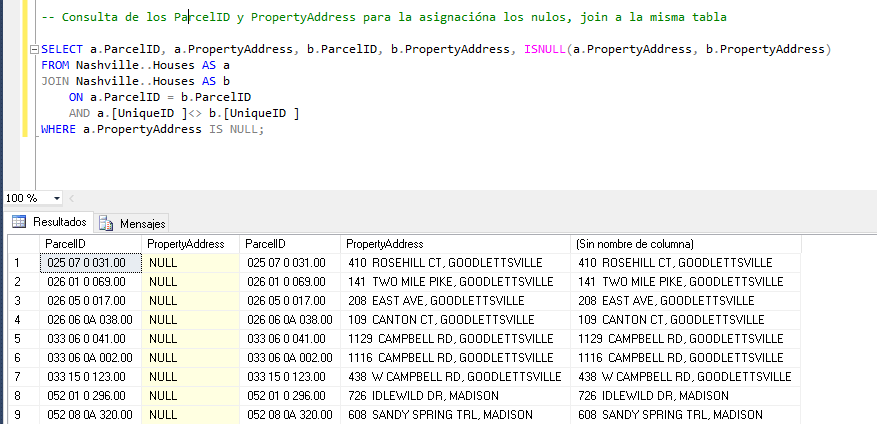 -- Consulta de los ParcelID y PropertyAddress para la asignacióna los nulos, join a la misma tabla
SELECT a.ParcelID, a.PropertyAddress, b.ParcelID, b.PropertyAddress, ISNULL(a.PropertyAddress, b.PropertyAddress)
FROM Nashville..Houses AS a
JOIN Nashville..Houses AS b
ON a.ParcelID = b.ParcelID
AND a.[UniqueID ]<> b.[UniqueID ]
WHERE a.PropertyAddress IS NULL;
100 %
Resultados Mensajes
ParcelID PropertyAddress ParcelID PropertyAddress (Sin nombre de columna)
1 025 07 0 031.00 NULL 025 07 0 031.00 410 ROSEHILL CT, GOODLETTSVILLE 410 ROSEHILL CT, GOODLETTSVILLE
2 026 01 0 069.00 NULL 026 01 0 069.00 141 TWO MILE PIKE, GOODLETTSVILLE 141 TWO MILE PIKE, GOODLETTSVILLE
3 026 05 0 017.00 NULL 026 05 0 017.00 208 EAST AVE, GOODLETTSVILLE 208 EAST AVE, GOODLETTSVILLE
4 026 06 0A 038.00 NULL 026 06 0A 038.00 109 CANTON CT, GOODLETTSVILLE 109 CANTON CT, GOODLETTSVILLE
5 033 06 0 041.00 NULL 033 06 0 041.00 1129 CAMPBELL RD, GOODLETTSVILLE 1129 CAMPBELL RD, GOODLETTSVILLE
6 033 06 0A 002.00 NULL 033 06 0A 002.00 1116 CAMPBELL RD, GOODLETTSVILLE 1116 CAMPBELL RD, GOODLETTSVILLE
7 033 15 0 123.00 NULL 033 15 0 123.00 438 W CAMPBELL RD, GOODLETTSVILLE 438 W CAMPBELL RD, GOODLETTSVILLE
8 052 01 0 296.00 NULL 052 01 0 296.00 726 IDLEWILD DR, MADISON 726 IDLEWILD DR, MADISON
9 052 08 0A 320.00 NULL 052 08 0A 320.00 608 SANDY SPRING TRL, MADISON 608 SANDY SPRING TRL, MADISON